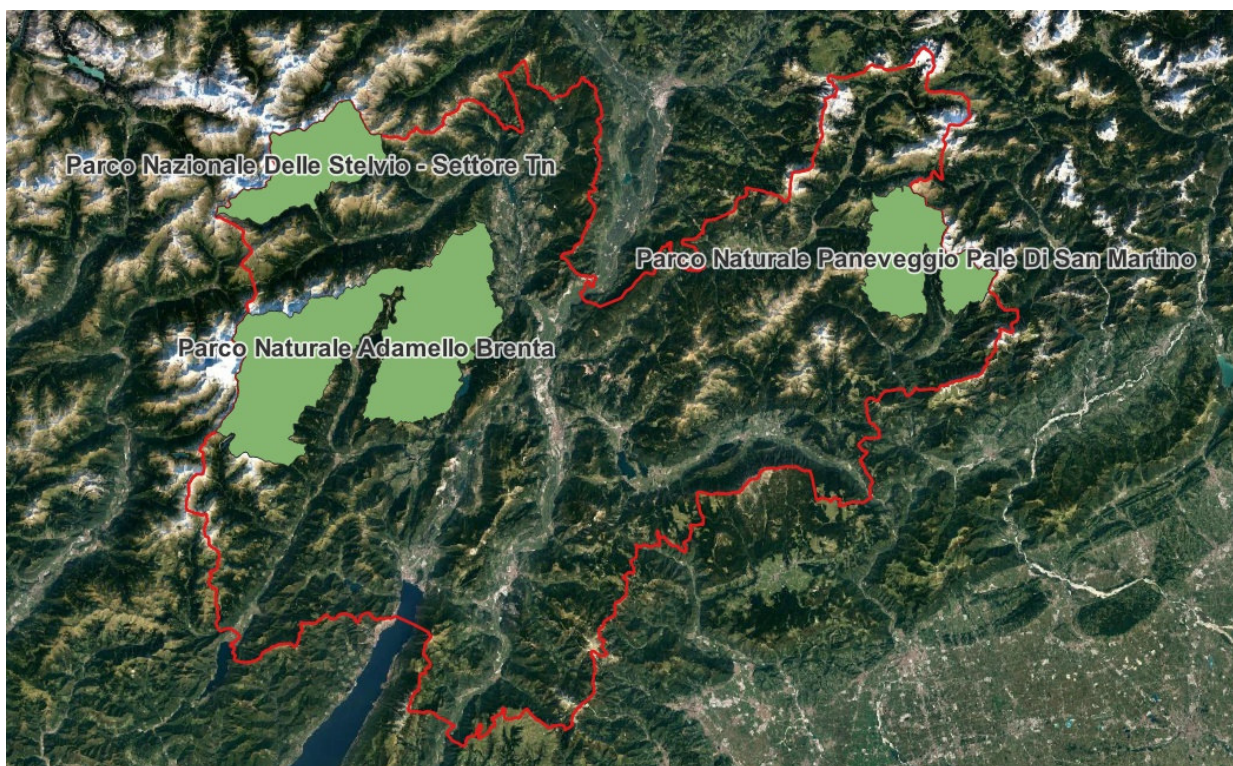 Parco Nazionale Delle Stelvio - Settore Tn
Parco Naturale Paneveggio Pale Di San Martino
Parco Naturale Adamello Brenta